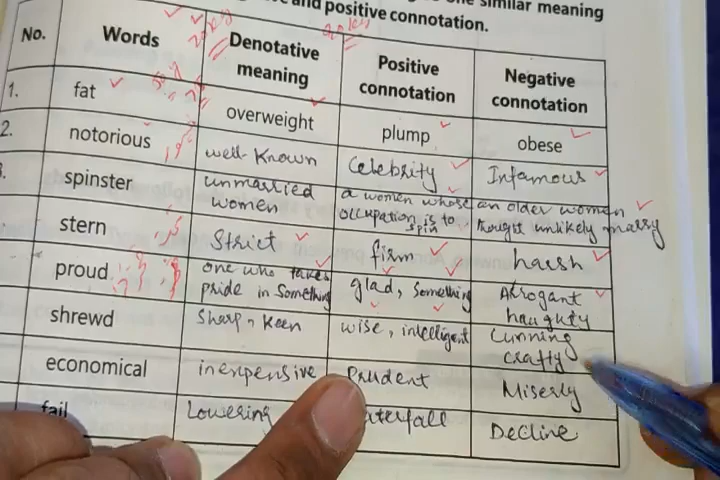 one similar meaning
and positive connotation.
No. Words Denotative meaning Positive connotation Negative connotation
1. fat overweight plump obese
2. notorious well-known Celebrity Infamous
spinster unmarried women a women whose occupation is to spin an older women thought unlikely marry
stern Strict firm harsh
proud one who takes pride in Something glad, Something Arrogant haughty
shrewd Sharp, Keen wise, intelligent Cunning crafty
economical inexpensive Prudent Miserly
fail Lowering Decline